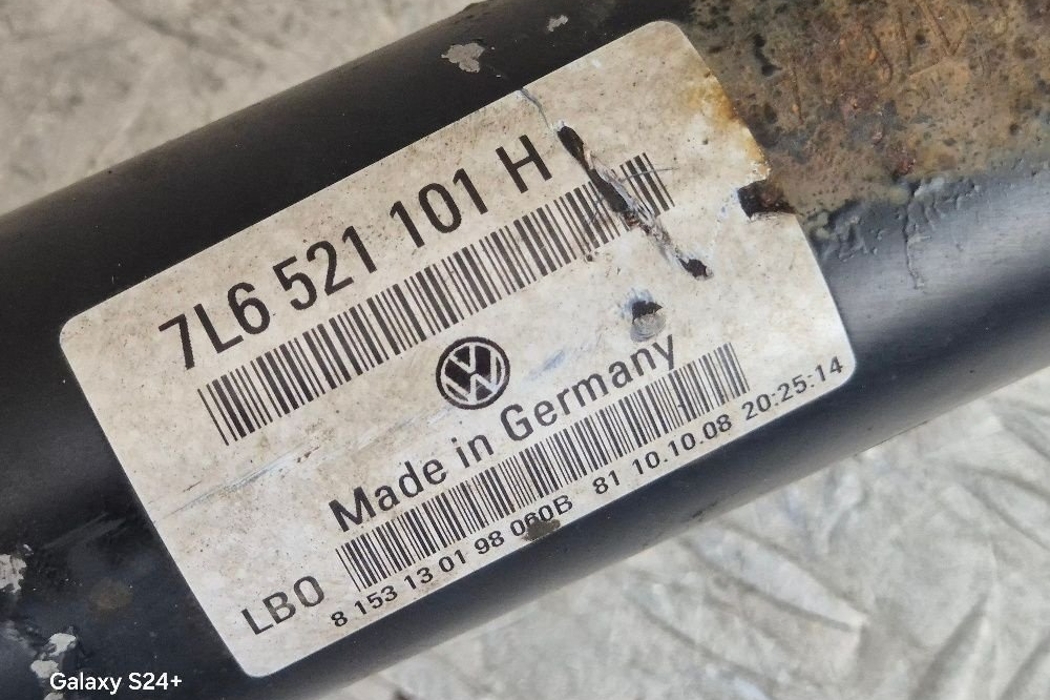 7L6 521 101 H
Made in Germany
LBO
8 153 13 01 98 060B 81 10.10.08 20:25:14
Galaxy S24+